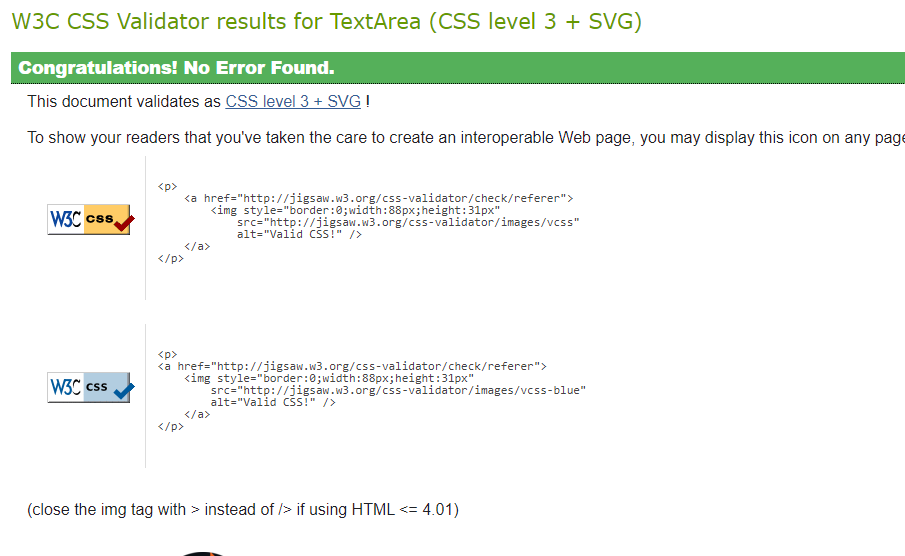 W3C CSS Validator results for TextArea (CSS level 3 + SVG)
Congratulations! No Error Found.
This document validates as CSS level 3 + SVG !
To show your readers that you've taken the care to create an interoperable Web page, you may display this icon on any page
W3C css
<p>
<a href="http://jigsaw.w3.org/css-validator/check/referer">
<img style="border:0;width:88px;height:31px"
src="http://jigsaw.w3.org/css-validator/images/vcss"
alt="Valid CSS!" />
</a>
</p>
W3C css
<p>
<a href="http://jigsaw.w3.org/css-validator/check/referer">
<img style="border:0;width:88px;height:31px"
src="http://jigsaw.w3.org/css-validator/images/vcss-blue"
alt="Valid CSS!" />
</a>
</p>
(close the img tag with > instead of /> if using HTML <= 4.01)